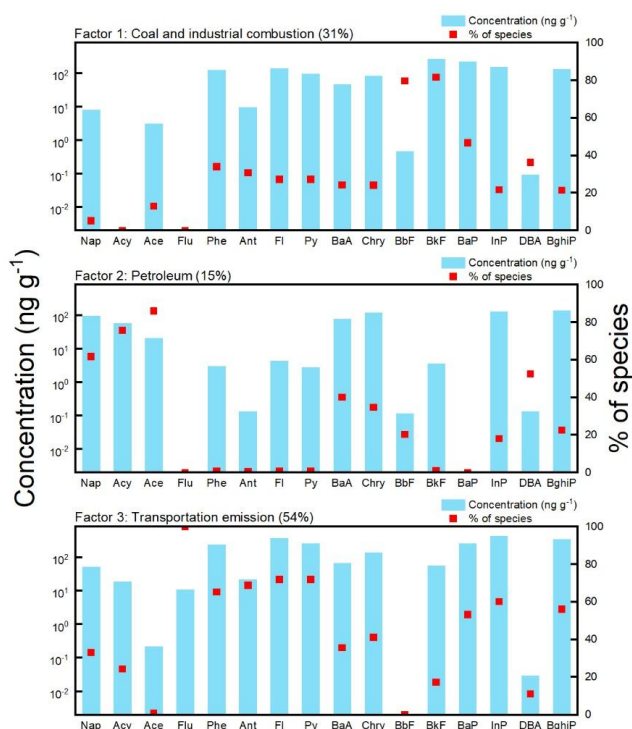 Concentration (ng g⁻¹)
% of species
Factor 1: Coal and industrial combustion (31%)
Concentration (ng g⁻¹)
% of species
10²
10¹
10⁰
10⁻¹
10⁻²
100
80
60
40
20
0
Nap Acy Ace Flu Phe Ant Fl Py BaA Chry BbF BkF BaP InP DBA BghiP
Factor 2: Petroleum (15%)
Concentration (ng g⁻¹)
% of species
10²
10¹
10⁰
10⁻¹
10⁻²
100
80
60
40
20
0
Nap Acy Ace Flu Phe Ant Fl Py BaA Chry BbF BkF BaP InP DBA BghiP
Factor 3: Transportation emission (54%)
Concentration (ng g⁻¹)
% of species
10²
10¹
10⁰
10⁻¹
10⁻²
100
80
60
40
20
0
Nap Acy Ace Flu Phe Ant Fl Py BaA Chry BbF BkF BaP InP DBA BghiP